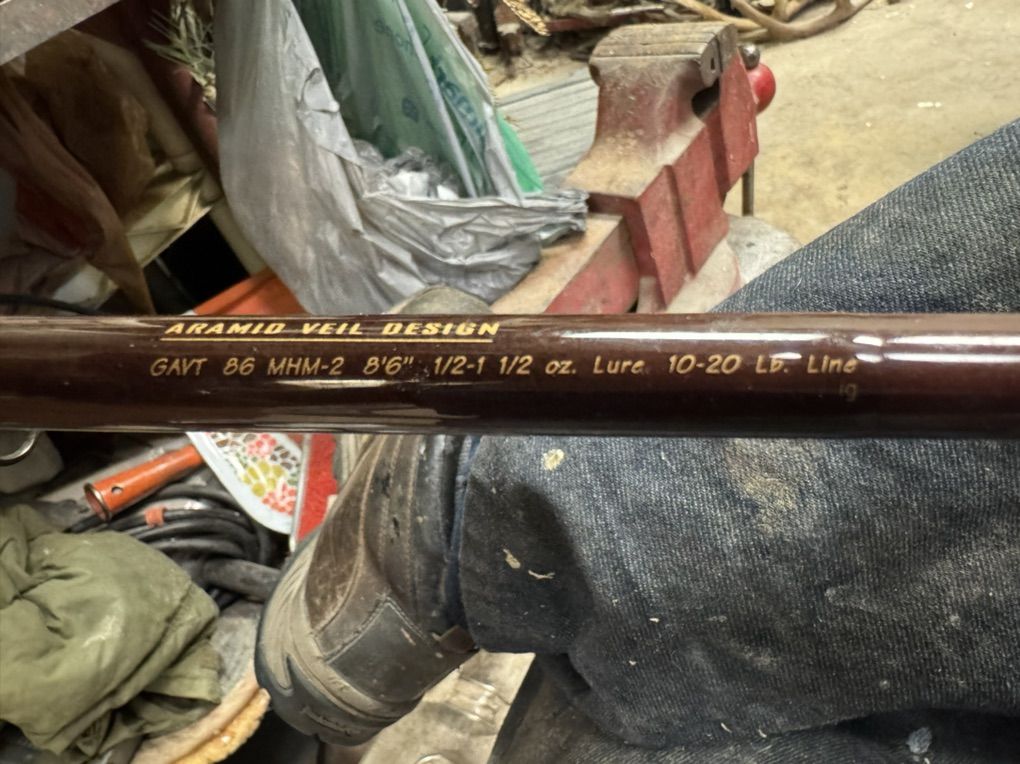 ARAMID VEIL DESIGN
GAVT 86 MHM-2 8'6" 1/2-1 1/2 oz. Lure 10-20 Lb. Line